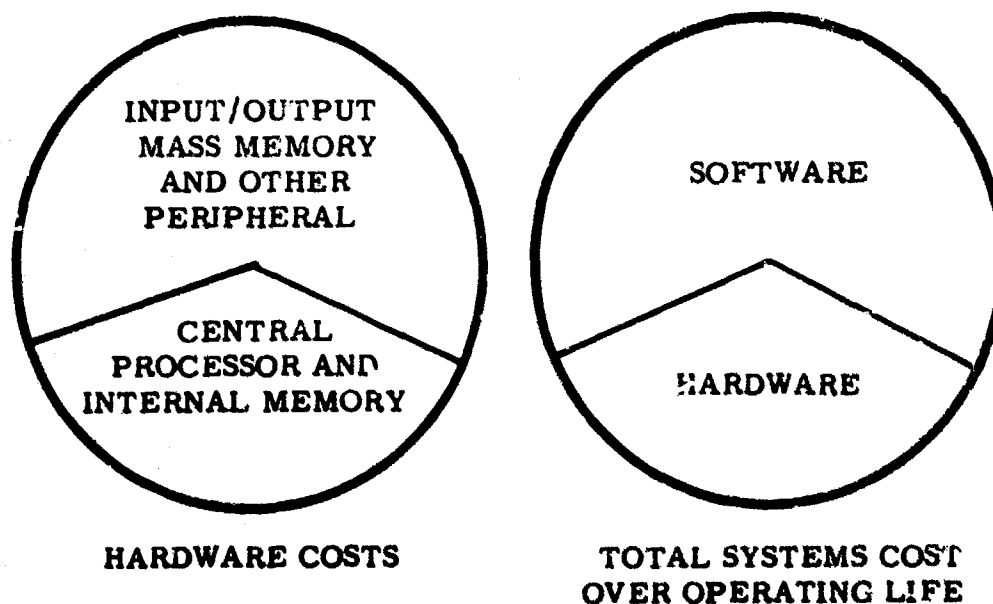 INPUT/OUTPUT
MASS MEMORY
AND OTHER
PERIPHERAL
CENTRAL
PROCESSOR AND
INTERNAL MEMORY
HARDWARE COSTS
SOFTWARE
HARDWARE
TOTAL SYSTEMS COST
OVER OPERATING LIFE